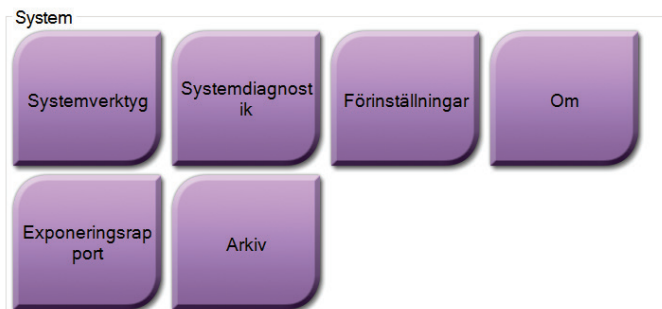 System
Systemverktyg
Systemdiagnost
ik
Förinställningar
Om
Exponeringsrap
port
Arkiv